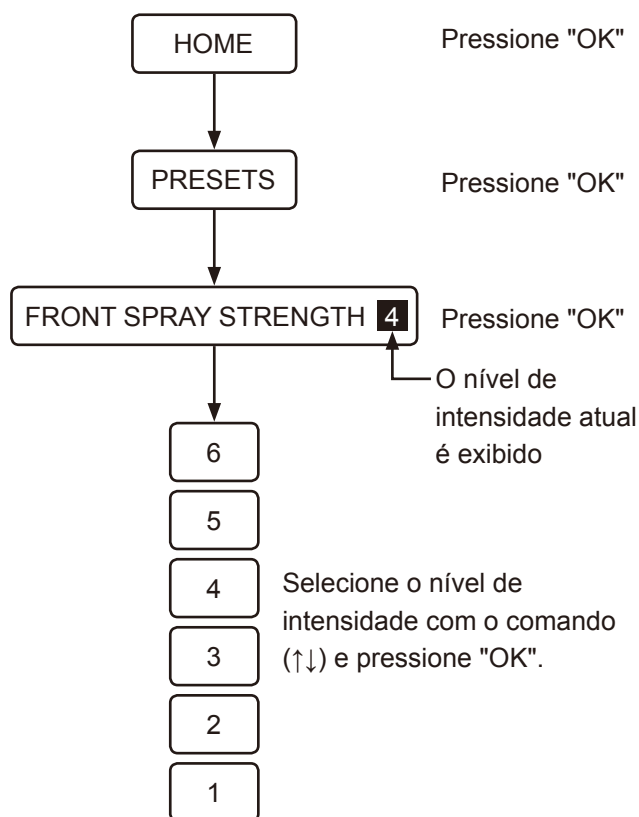 HOME
Pressione "OK"
PRESETS
Pressione "OK"
FRONT SPRAY STRENGTH 4
Pressione "OK"
O nível de
intensidade atual
é exibido
6
5
4
3
2
1
Selecione o nível de
intensidade com o comando
(↑↓) e pressione "OK".